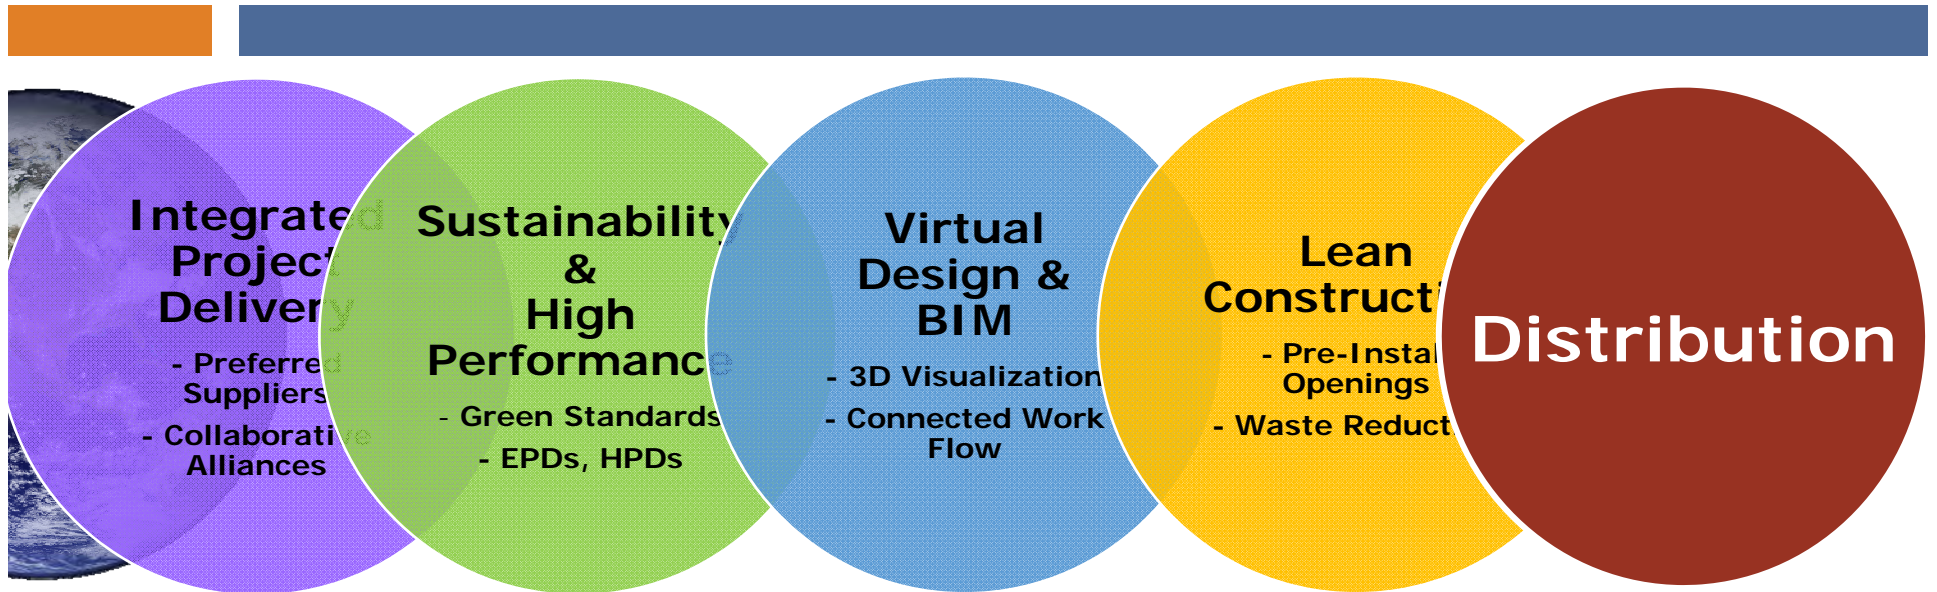 Integrated
Project
Delivery
- Preferred
Suppliers
- Collaborative
Alliances
Sustainability
&
High
Performance
- Green Standards
- EPDs, HPDs
Virtual
Design &
BIM
- 3D Visualization
- Connected Work
Flow
Lean
Constructi
- Pre-Instal
Openings
- Waste Reduct
Distribution